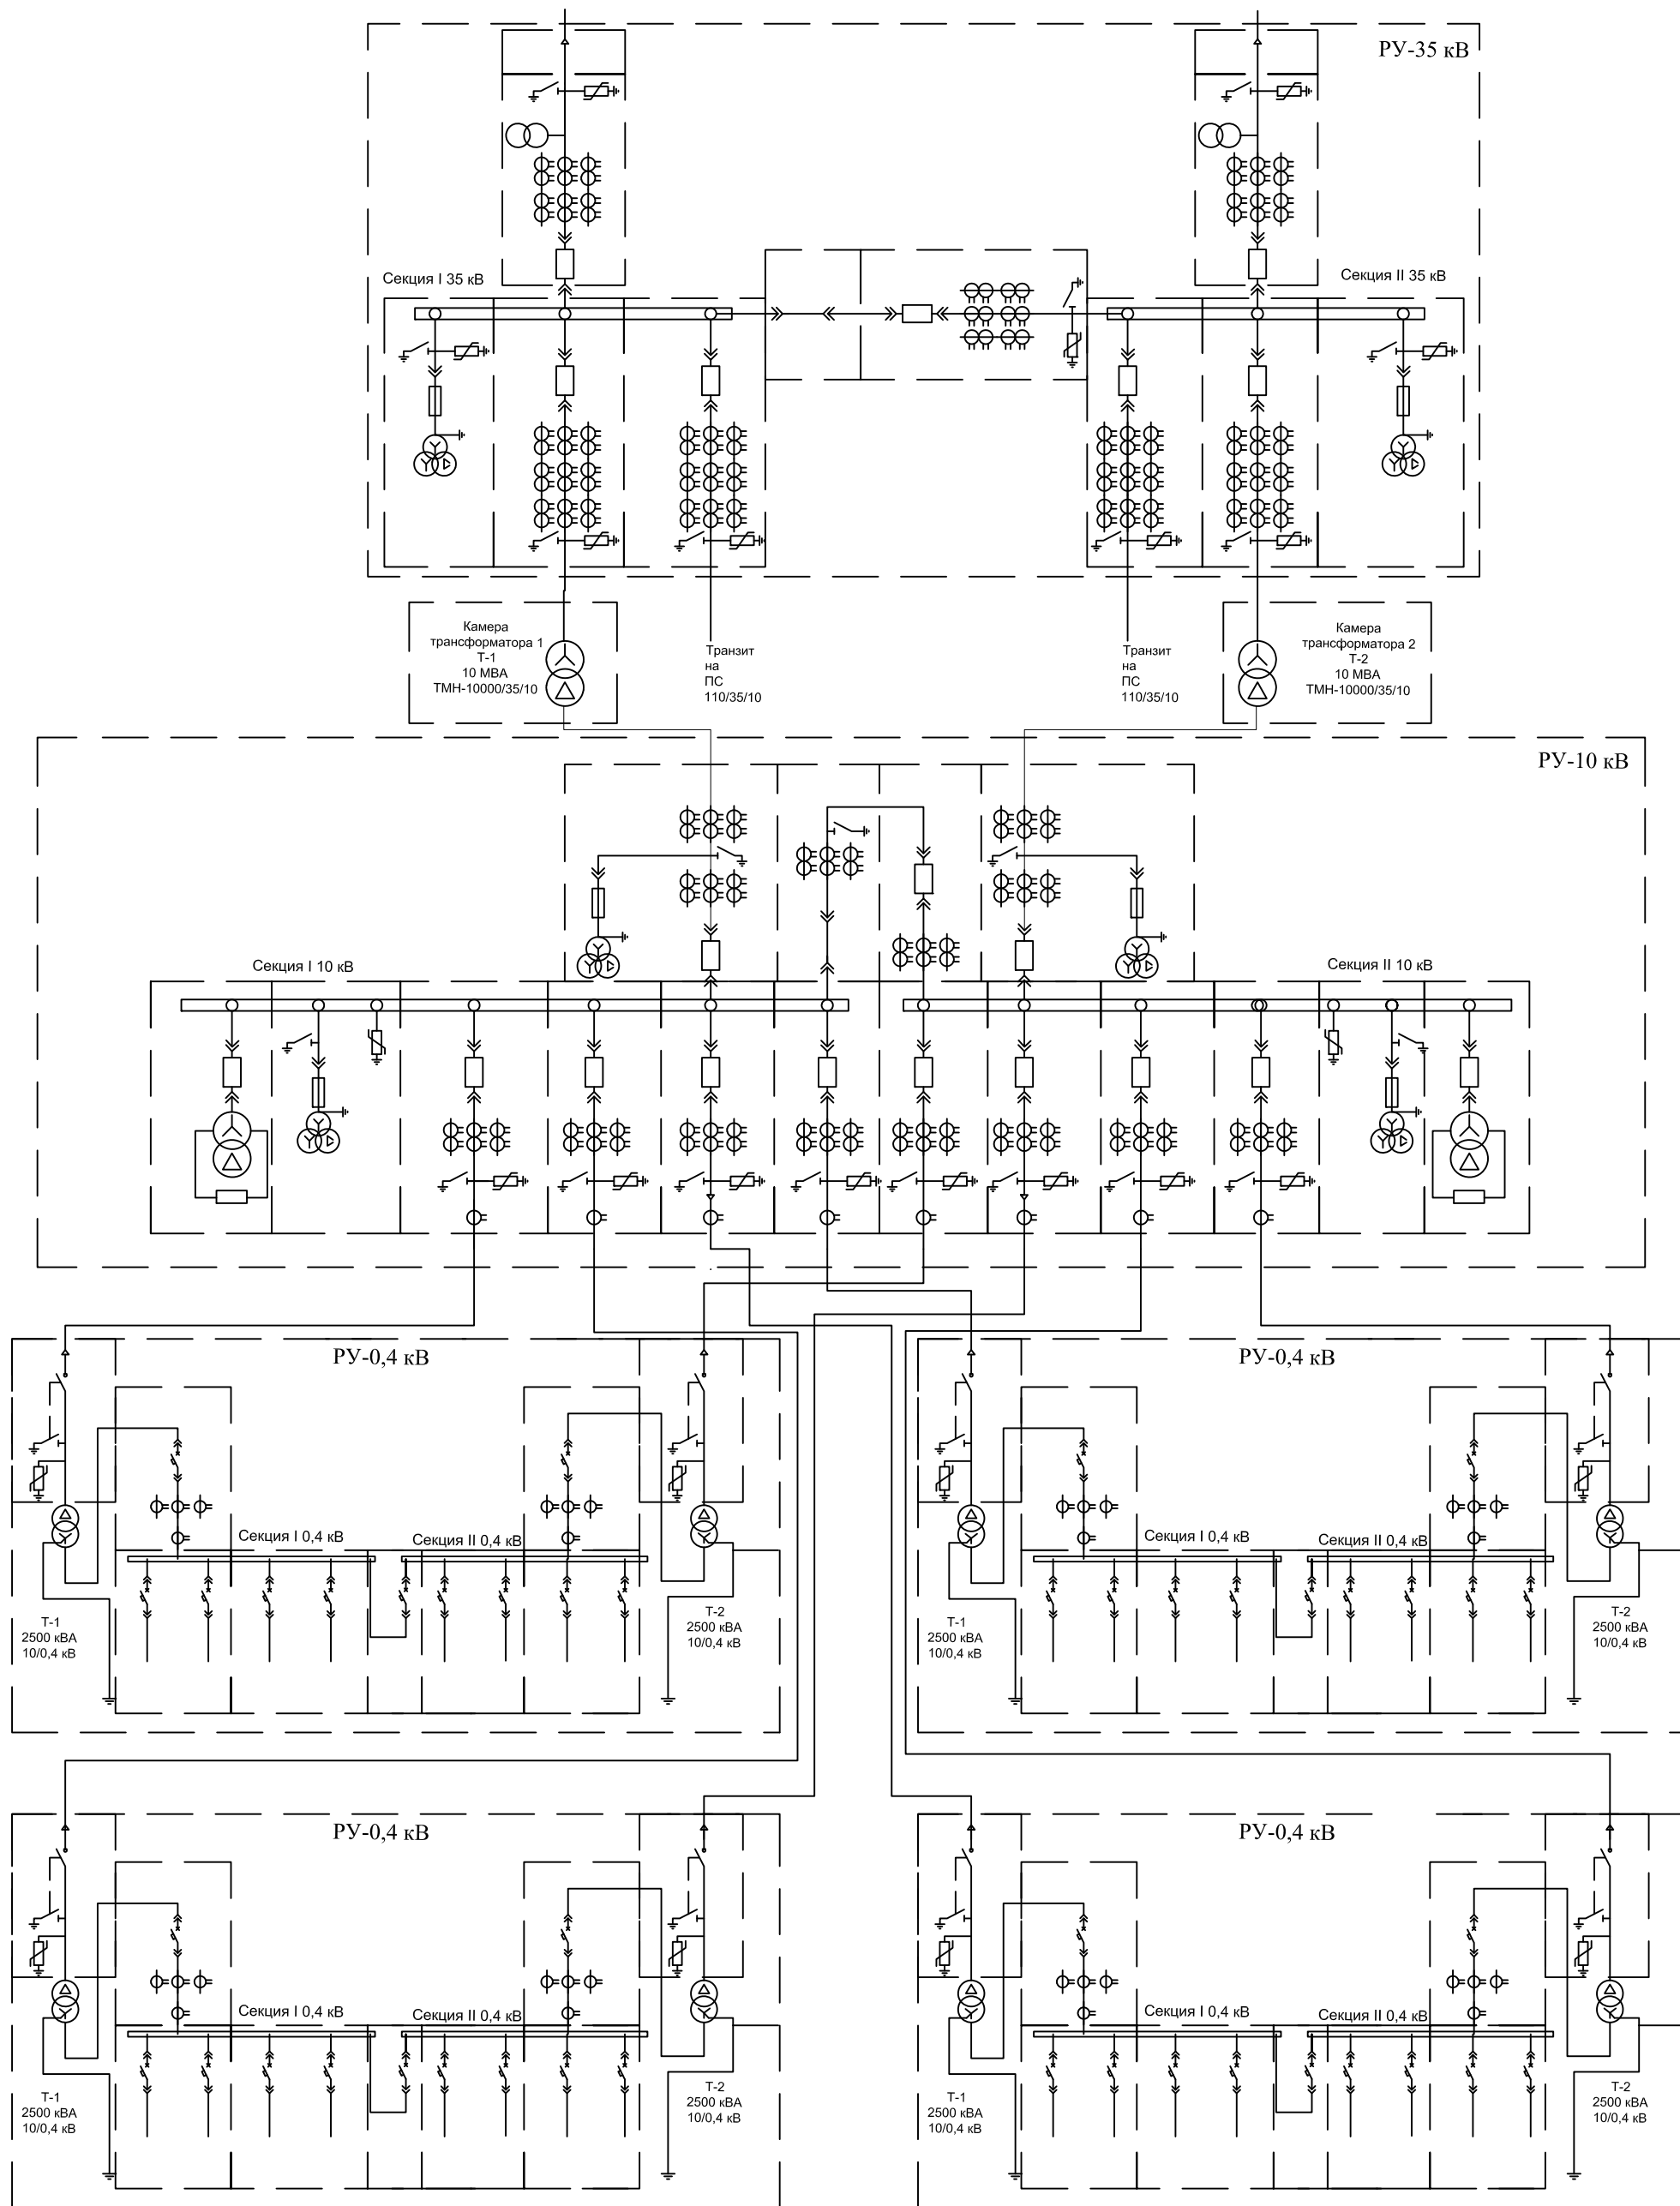 РУ-35 кВ
Секция I 35 кВ
Секция II 35 кВ
Камера
трансформатора 1
Т-1
10 МВА
ТМН-10000/35/10
Транзит
на
ПС
110/35/10
Транзит
на
ПС
110/35/10
Камера
трансформатора 2
Т-2
10 МВА
ТМН-10000/35/10
РУ-10 кВ
Секция I 10 кВ
Секция II 10 кВ
РУ-0,4 кВ
Секция I 0,4 кВ
Секция II 0,4 кВ
Т-1
2500 кВА
10/0,4 кВ
Т-2
2500 кВА
10/0,4 кВ
РУ-0,4 кВ
Секция I 0,4 кВ
Секция II 0,4 кВ
Т-1
2500 кВА
10/0,4 кВ
Т-2
2500 кВА
10/0,4 кВ
РУ-0,4 кВ
Секция I 0,4 кВ
Секция II 0,4 кВ
Т-1
2500 кВА
10/0,4 кВ
Т-2
2500 кВА
10/0,4 кВ
РУ-0,4 кВ
Секция I 0,4 кВ
Секция II 0,4 кВ
Т-1
2500 кВА
10/0,4 кВ
Т-2
2500 кВА
10/0,4 кВ